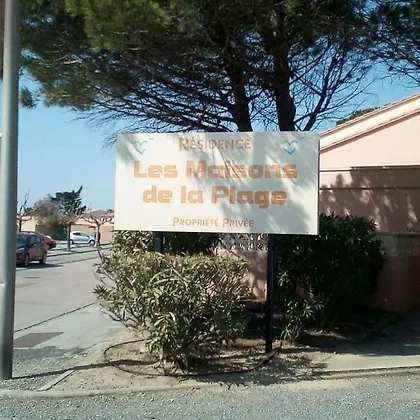 RÉSIDENCE
Les Maisons
de la Plage
PROPRIÉTÉ PRIVÉE